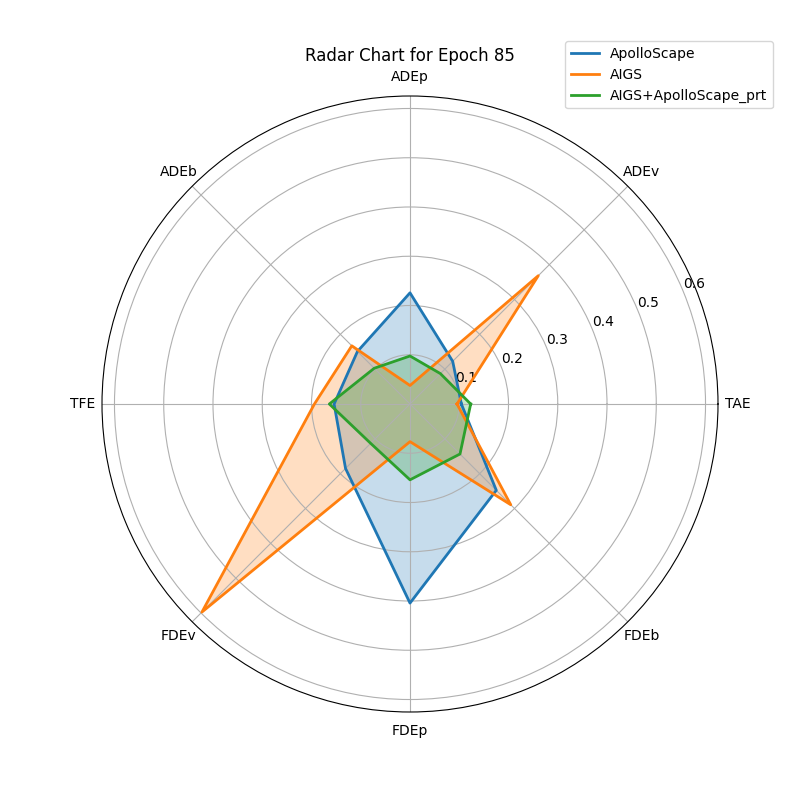 Radar Chart for Epoch 85
ApolloScape
AIGS
AIGS+ApolloScape_prt
ADEp
ADEb
ADEv
0.6
0.5
0.4
0.3
0.2
0.1
TFE
TAE
FDEv
FDEb
FDEp